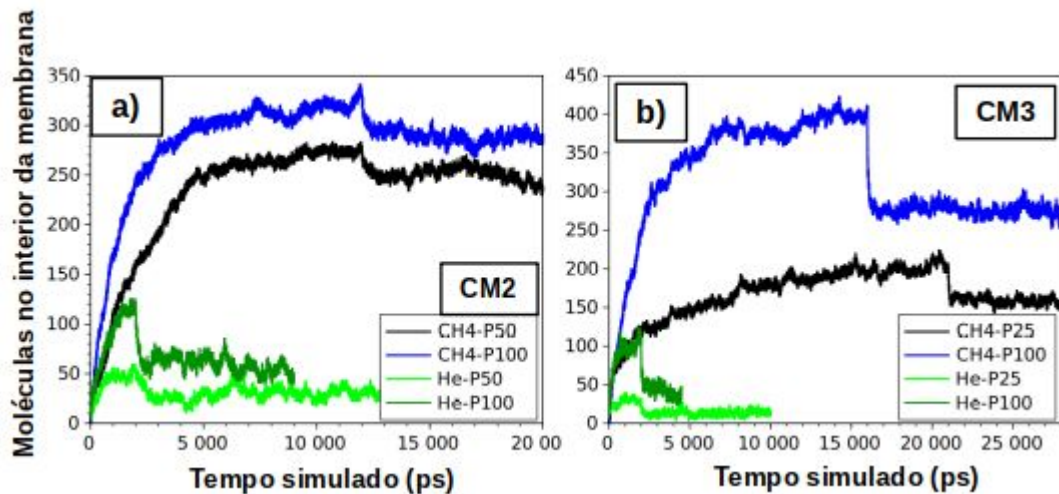 Moléculas no interior da membrana
350
300
250
200
150
100
50
0
a)
CM2
CH4-P50
CH4-P100
He-P50
He-P100
0
5 000
10 000
15 000
20 00
Tempo simulado (ps)
450
400
350
300
250
200
150
100
50
0
b)
CM3
CH4-P25
CH4-P100
He-P25
He-P100
0
5 000
10 000
15 000
20 000
25 000
Tempo simulado (ps)